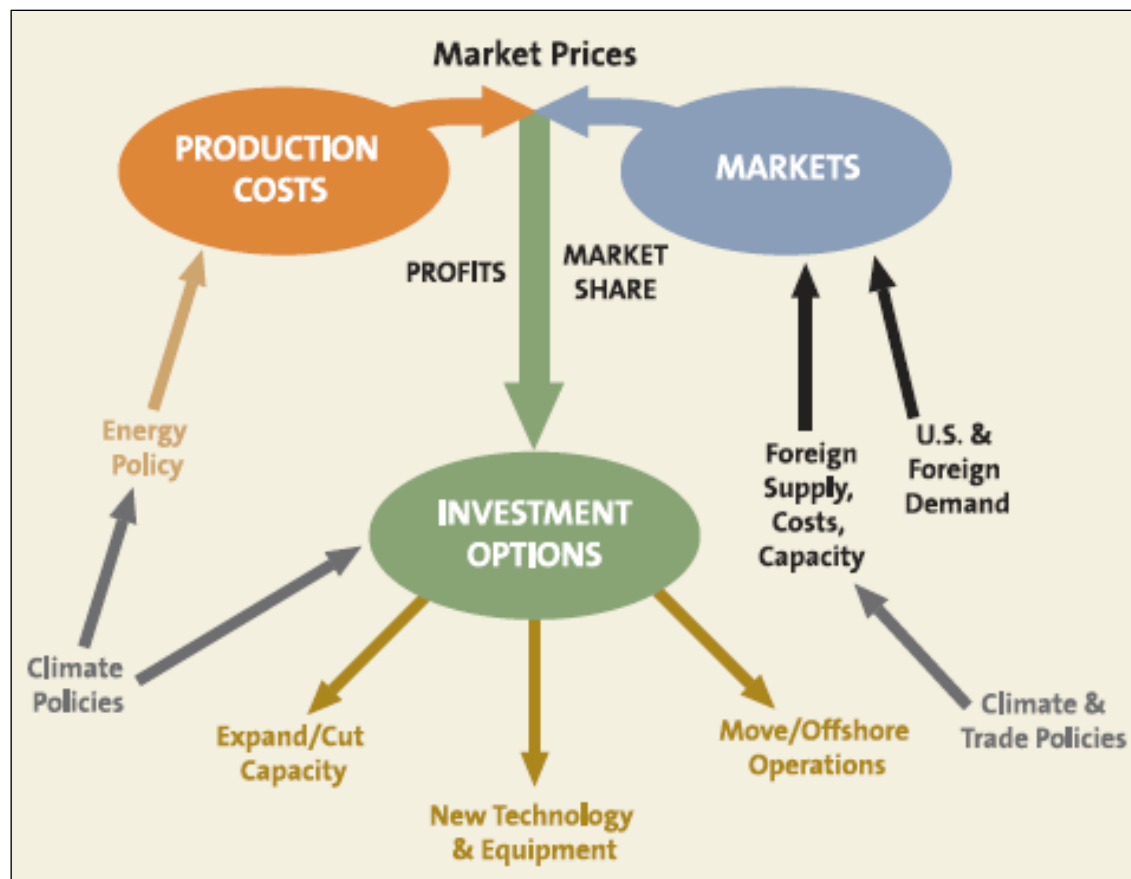 Market Prices
PRODUCTION
COSTS
MARKETS
PROFITS
MARKET
SHARE
Energy
Policy
Foreign
Supply,
Costs,
Capacity
U.S. &
Foreign
Demand
INVESTMENT
OPTIONS
Climate
Policies
Expand/Cut
Capacity
New Technology
& Equipment
Move/Offshore
Operations
Climate &
Trade Policies